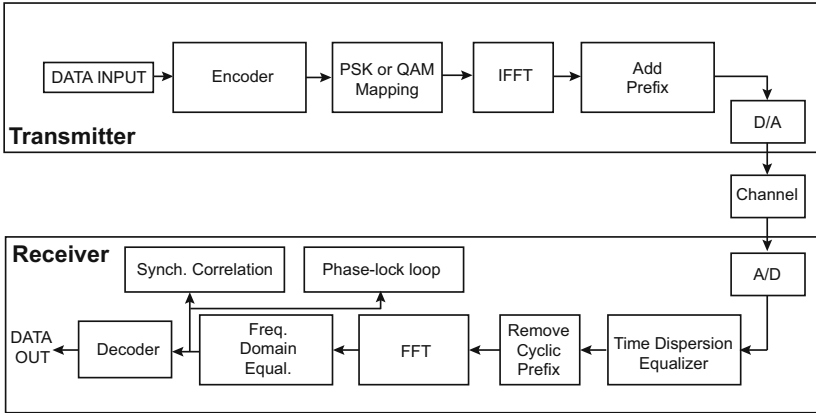 DATA INPUT
Encoder
PSK or QAM
Mapping
IFFT
Add
Prefix
D/A
Transmitter
Channel
Receiver
Synch. Correlation
Phase-lock loop
A/D
DATA
OUT
Decoder
Freq.
Domain
Equal.
FFT
Remove
Cyclic
Prefix
Time Dispersion
Equalizer